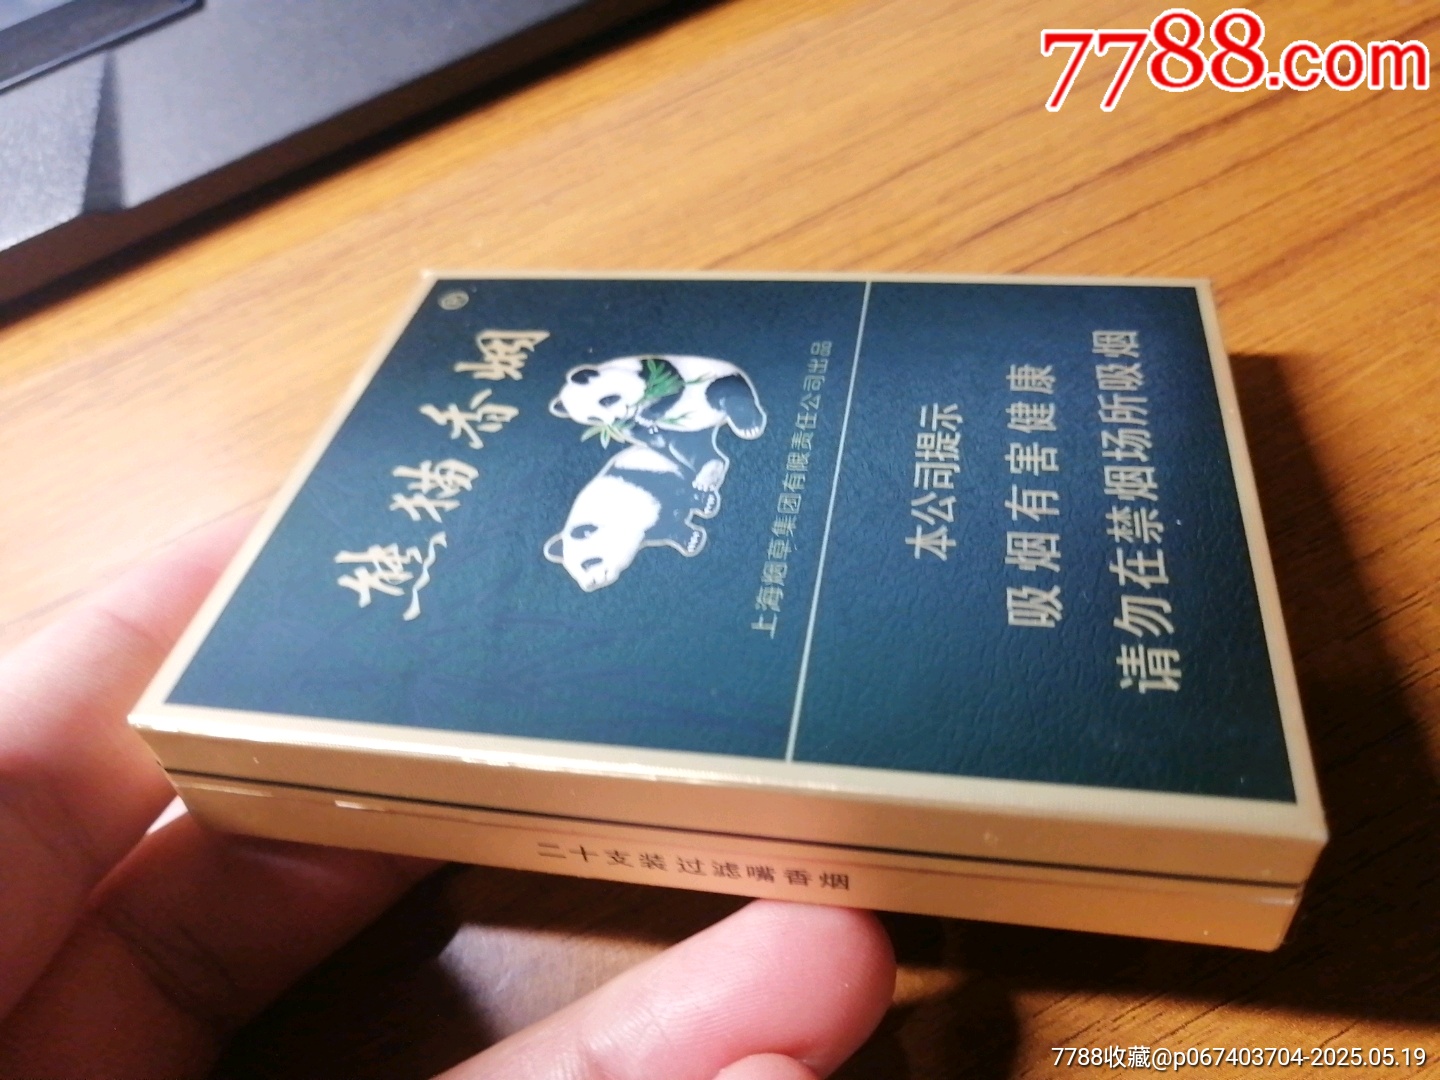 7788.com
熊猫香烟
上海烟草集团有限责任公司出品
本公司提示
吸烟有害健康
请勿在禁烟场所吸烟
二十支装过滤嘴香烟
7788收藏@p067403704-2025.05.19